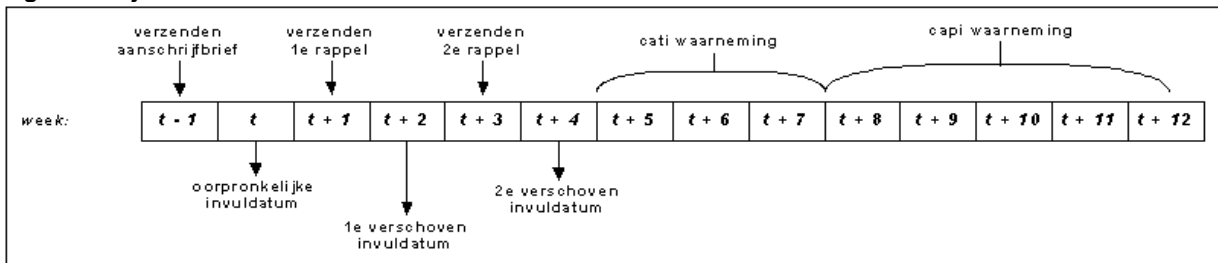 verzenden
aanschrijfbrief
verzenden
1e rappel
verzenden
2e rappel
cati waarneming
capi waarneming
week:
t - 1 t t + 1 t + 2 t + 3 t + 4 t + 5 t + 6 t + 7 t + 8 t + 9 t + 10 t + 11 t + 12
oorpronkelijke
invuldatum
1e verschoven
invuldatum
2e verschoven
invuldatum